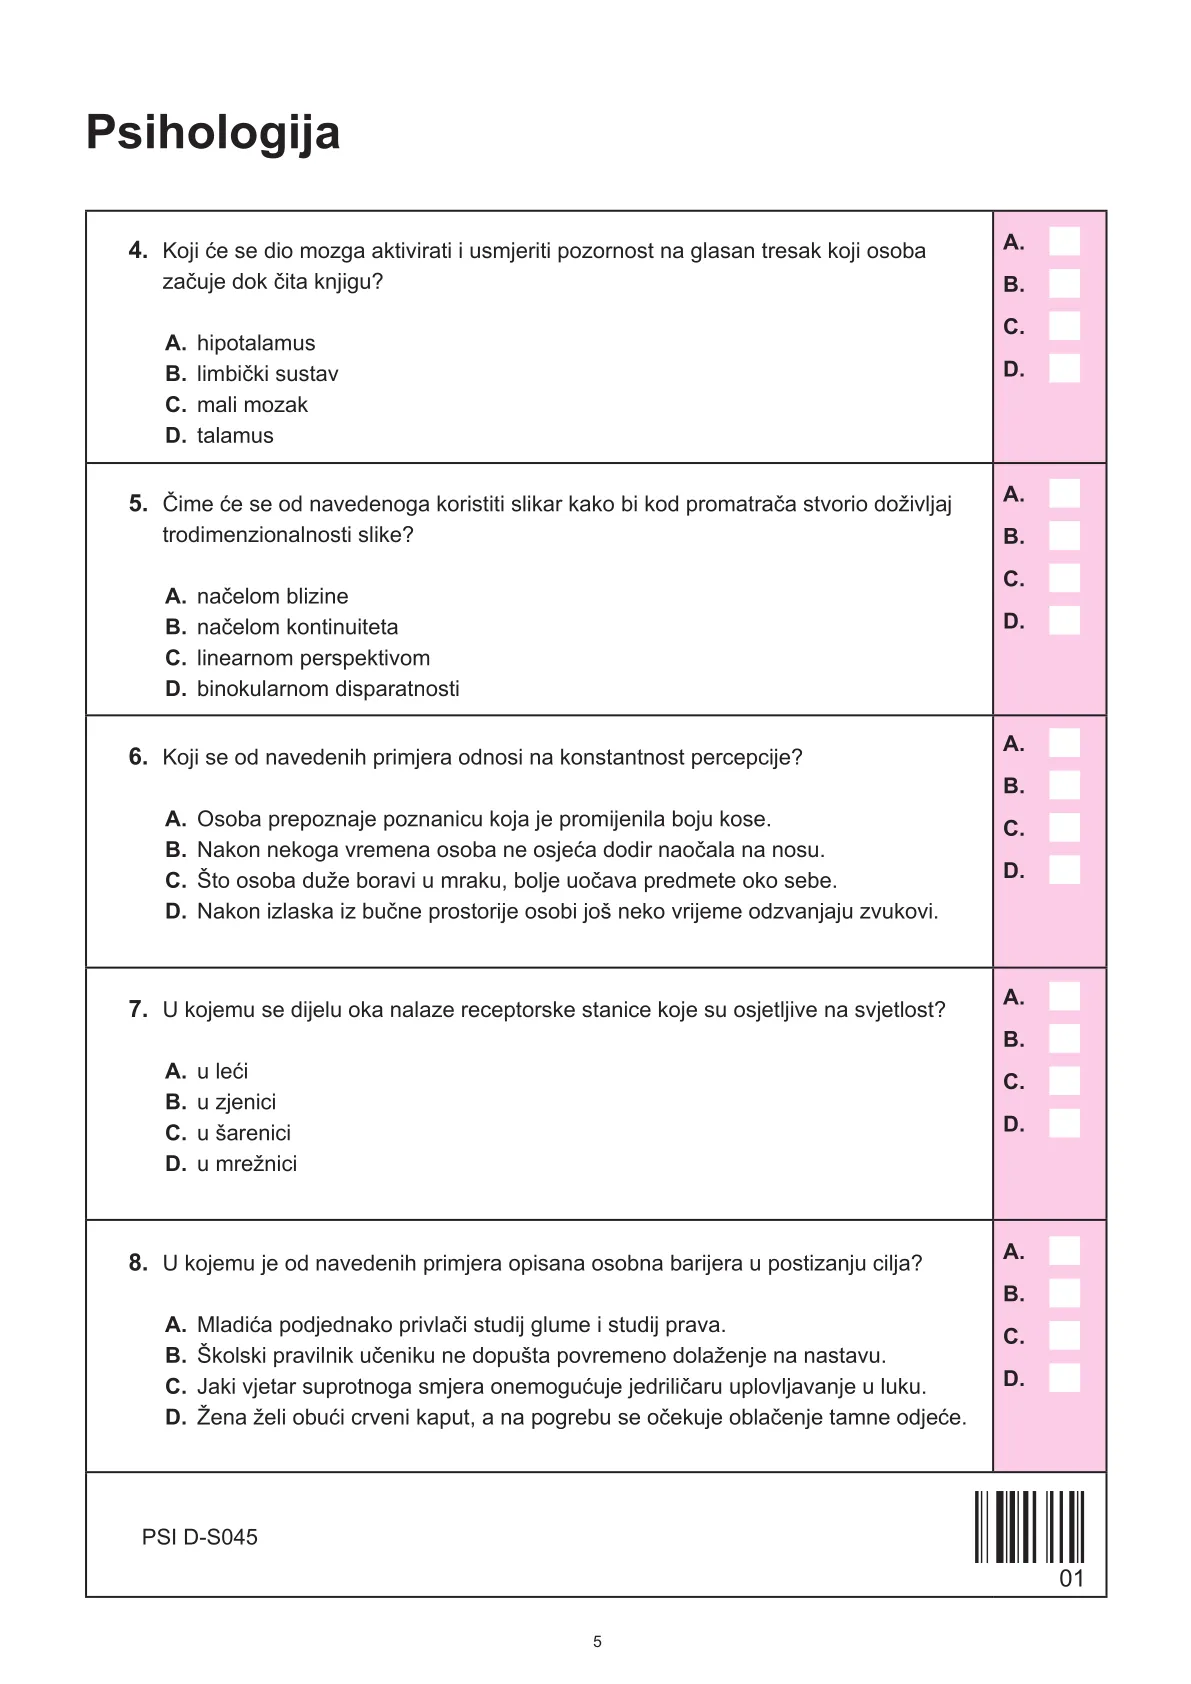 Psihologija
4. Koji će se dio mozga aktivirati i usmjeriti pozornost na glasan tresak koji osoba
začuje dok čita knjigu?
A. hipotalamus
B. limbički sustav
C. mali mozak
D. talamus
A.
B.
C.
D.
5. Čime će se od navedenoga koristiti slikar kako bi kod promatrača stvorio doživljaj
trodimenzionalnosti slike?
A. načelom blizine
B. načelom kontinuiteta
C. linearnom perspektivom
D. binokularnom disparatnosti
A.
B.
C.
D.
6. Koji se od navedenih primjera odnosi na konstantnost percepcije?
A. Osoba prepoznaje poznanicu koja je promijenila boju kose.
B. Nakon nekoga vremena osoba ne osjeća dodir naočala na nosu.
C. Što osoba duže boravi u mraku, bolje uočava predmete oko sebe.
D. Nakon izlaska iz bučne prostorije osobi još neko vrijeme odzvanjaju zvukovi.
A.
B.
C.
D.
7. U kojemu se dijelu oka nalaze receptorske stanice koje su osjetljive na svjetlost?
A. u leći
B. u zjenici
C. u šarenici
D. u mrežnici
A.
B.
C.
D.
8. U kojemu je od navedenih primjera opisana osobna barijera u postizanju cilja?
A. Mladića podjednako privlači studij glume i studij prava.
B. Školski pravilnik učeniku ne dopušta povremeno dolaženje na nastavu.
C. Jaki vjetar suprotnoga smjera onemogućuje jedriličaru uplovljavanje u luku.
D. Žena želi obući crveni kaput, a na pogrebu se očekuje oblačenje tamne odjeće.
A.
B.
C.
D.
PSI D-S045
01
5